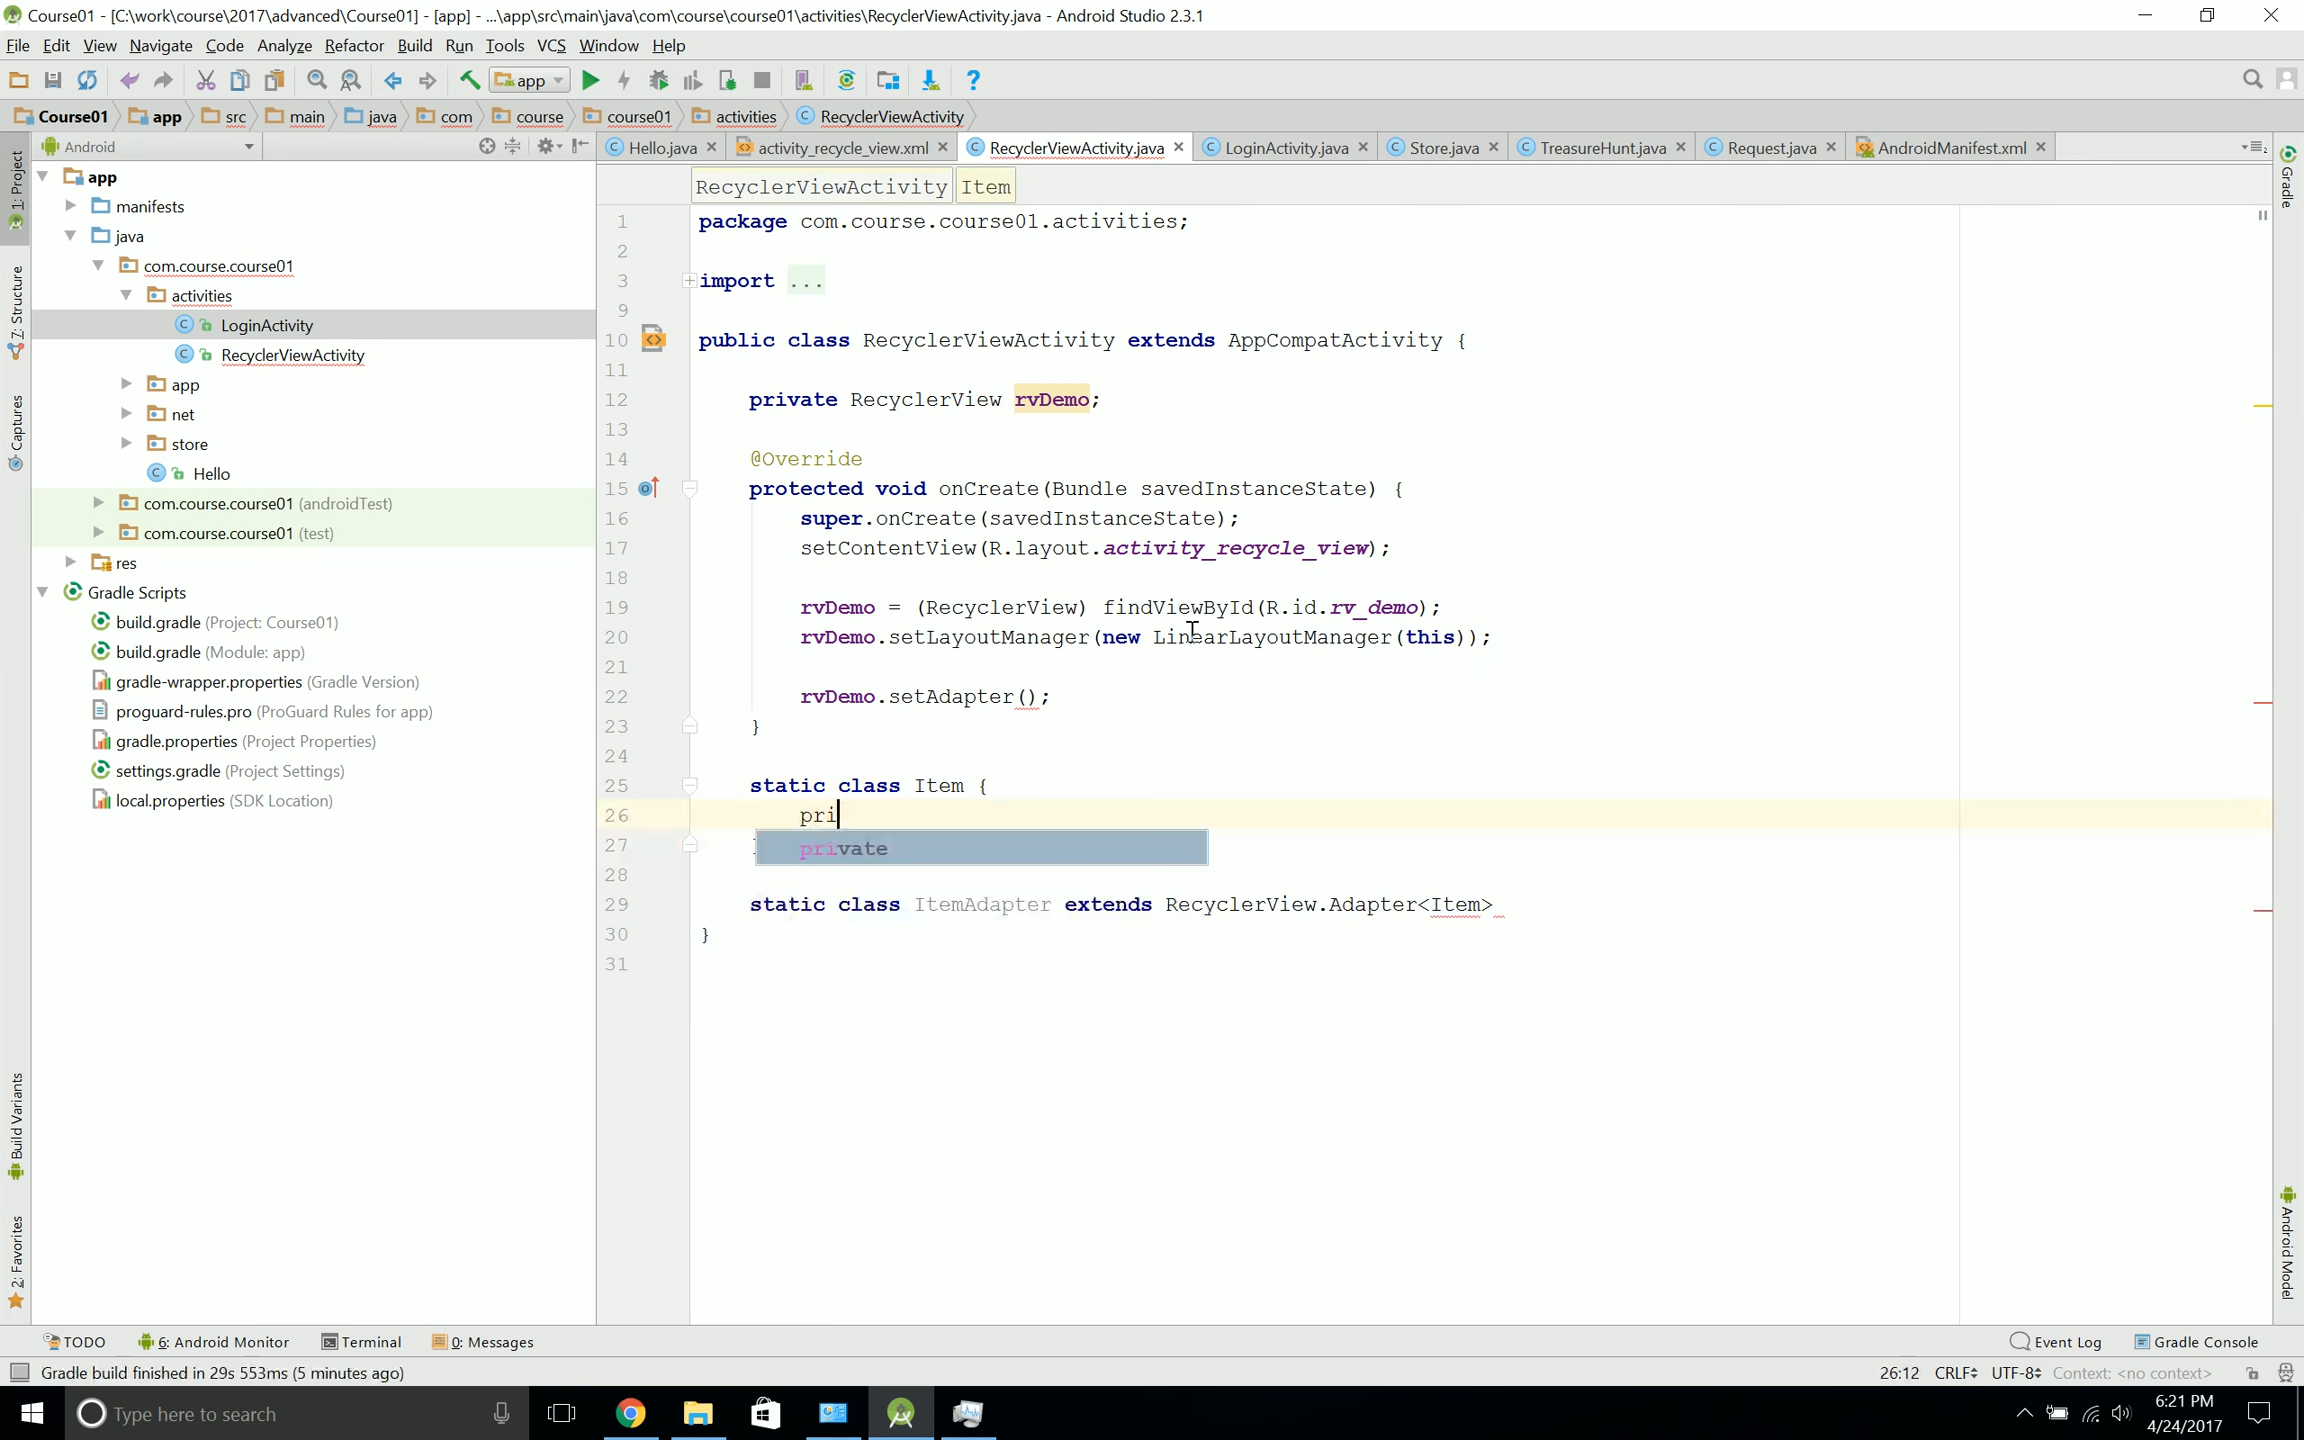 Course01 - [C:\work\course\2017\advanced\Course01] - [app] - ...\app\src\main\java\com\course\course01\activities\RecyclerViewActivity.java - Android Studio 2.3.1
File Edit View Navigate Code Analyze Refactor Build Run Tools VCS Window Help
app
Course01 app src main java com course course01 activities RecyclerViewActivity
Android
Hello.java activity_recycle_view.xml RecyclerViewActivity.java LoginActivity.java Store.java TreasureHunt.java Request.java AndroidManifest.xml
RecyclerViewActivity Item
1: Project
7: Structure
Captures
Build Variants
2: Favorites
app
manifests
java
com.course.course01
activities
LoginActivity
RecyclerViewActivity
app
net
store
Hello
com.course.course01 (androidTest)
com.course.course01 (test)
res
Gradle Scripts
build.gradle (Project: Course01)
build.gradle (Module: app)
gradle-wrapper.properties (Gradle Version)
proguard-rules.pro (ProGuard Rules for app)
gradle.properties (Project Properties)
settings.gradle (Project Settings)
local.properties (SDK Location)
1 package com.course.course01.activities;
2
3 import ...
9
10 public class RecyclerViewActivity extends AppCompatActivity {
11
12 private RecyclerView rvDemo;
13
14 @Override
15 protected void onCreate(Bundle savedInstanceState) {
16 super.onCreate(savedInstanceState);
17 setContentView(R.layout.activity_recycle_view);
18
19 rvDemo = (RecyclerView) findViewById(R.id.rv_demo);
20 rvDemo.setLayoutManager(new LinearLayoutManager(this));
21
22 rvDemo.setAdapter();
23 }
24
25 static class Item {
26 pri
27 private
28
29 static class ItemAdapter extends RecyclerView.Adapter<Item>
30 }
31
Gradle
Android Model
TODO 6: Android Monitor Terminal 0: Messages Event Log Gradle Console
Gradle build finished in 29s 553ms (5 minutes ago) 26:12 CRLF UTF-8 Context: <no context>
Type here to search
6:21 PM
4/24/2017